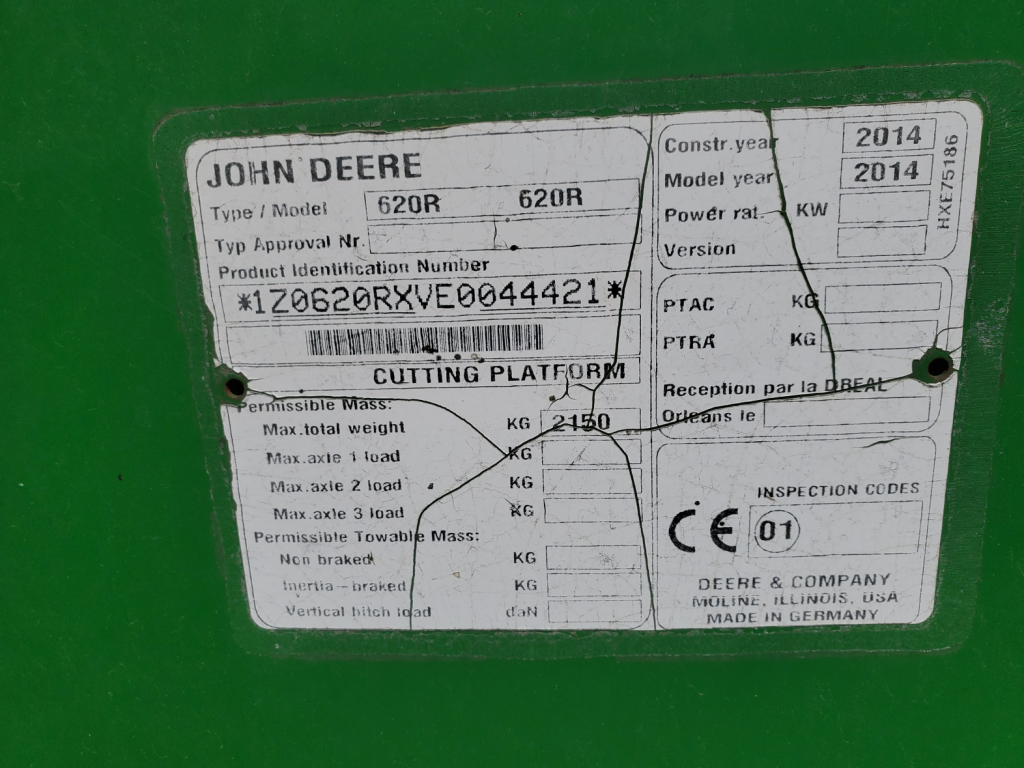 JOHN DEERE
Type / Model 620R 620R
Typ Approval Nr.
Product Identification Number
*1Z0620RXVE0044421*
CUTTING PLATFORM
Permissible Mass:
Max.total weight KG 2150
Max.axle 1 load KG
Max.axle 2 load KG
Max.axle 3 load KG
Permissible Towable Mass:
Non braked KG
Inertia-braked KG
Vertical hitch load daN
Constr.year 2014
Model year 2014
Power rat. KW
Version
HXE75186
PTAC KG
PTRA KG
Reception par la DREAL
Orleans le
INSPECTION CODES
CE 01
DEERE & COMPANY
MOLINE, ILLINOIS, USA
MADE IN GERMANY